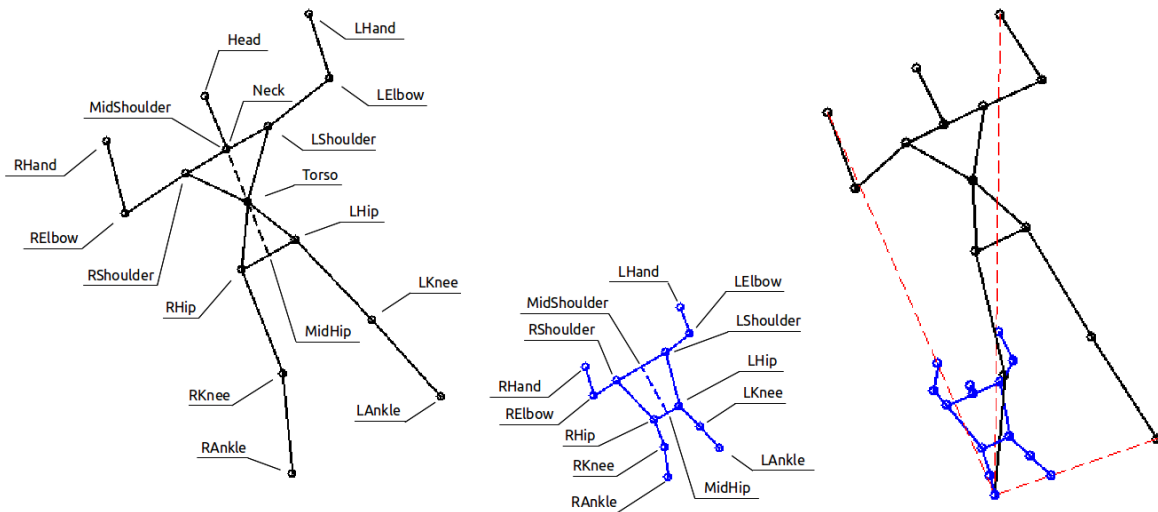 LHand
Head
Neck
MidShoulder
LElbow
LShoulder
RHand
Torso
LHip
RElbow
RShoulder
LKnee
RHip
MidHip
RKnee
LAnkle
RAnkle
LHand
LElbow
MidShoulder
RShoulder
LShoulder
LHip
RHand
LKnee
RElbow
RHip
LAnkle
RKnee
MidHip
RAnkle